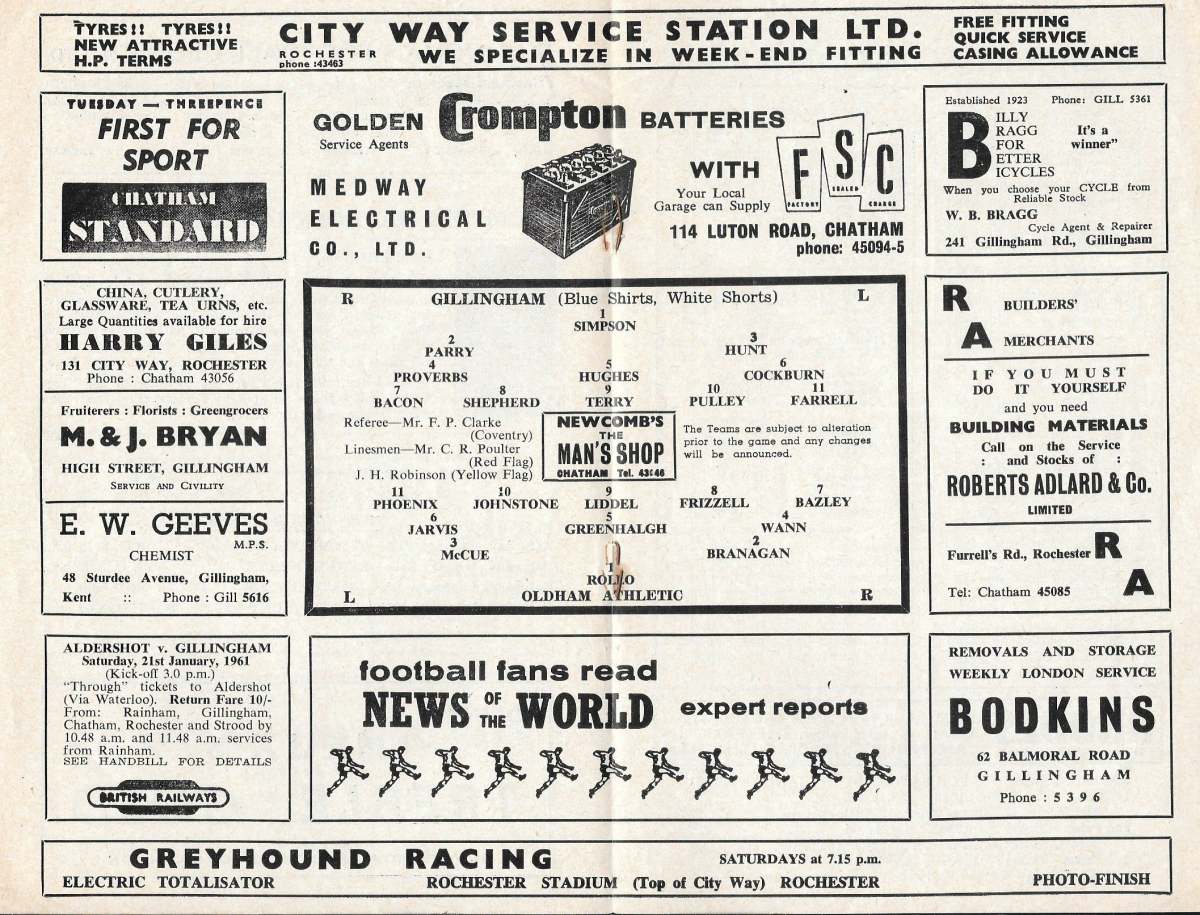 TYRES!! TYRES!!
NEW ATTRACTIVE
H.P. TERMS
CITY WAY SERVICE STATION LTD.
ROCHESTER
phone :43463
WE SPECIALIZE IN WEEK-END FITTING
FREE FITTING
QUICK SERVICE
CASING ALLOWANCE
TUESDAY — THREEPENCE
FIRST FOR
SPORT
CHATHAM
STANDARD
GOLDEN Crompton BATTERIES
Service Agents
MEDWAY
ELECTRICAL
CO., LTD.
WITH
Your Local
Garage can Supply
F S C
FACTORY SEALED CHARGE
114 LUTON ROAD, CHATHAM
phone: 45094-5
Established 1923 Phone: GILL 5361
BILLY
RAGG
FOR
ETTER
ICYCLES
It's a
winner"
When you choose your CYCLE from
Reliable Stock
W. B. BRAGG
Cycle Agent & Repairer
241 Gillingham Rd., Gillingham
CHINA, CUTLERY,
GLASSWARE, TEA URNS, etc.
Large Quantities available for hire
HARRY GILES
131 CITY WAY, ROCHESTER
Phone : Chatham 43056
Fruiterers : Florists : Greengrocers
M. & J. BRYAN
HIGH STREET, GILLINGHAM
SERVICE AND CIVILITY
E. W. GEEVES
M.P.S.
CHEMIST
48 Sturdee Avenue, Gillingham,
Kent :: Phone : Gill 5616
R GILLINGHAM (Blue Shirts, White Shorts) L
1
SIMPSON
2 3
PARRY HUNT
4 5 6
PROVERBS HUGHES COCKBURN
7 8 9 10 11
BACON SHEPHERD TERRY PULLEY FARRELL
Referee—Mr. F. P. Clarke
(Coventry)
Linesmen—Mr. C. R. Poulter
(Red Flag)
J. H. Robinson (Yellow Flag)
NEWCOMB'S
THE
MAN'S SHOP
CHATHAM Tel. 43546
The Teams are subject to alteration
prior to the game and any changes
will be announced.
11 10 9 8 7
PHOENIX JOHNSTONE LIDDEL FRIZZELL BAZLEY
6 5 4
JARVIS GREENHALGH WANN
3 2
McCUE BRANAGAN
1
ROLLO
L OLDHAM ATHLETIC R
R BUILDERS'
A MERCHANTS
IF YOU MUST
DO IT YOURSELF
and you need
BUILDING MATERIALS
Call on the Service
: and Stocks of :
ROBERTS ADLARD & Co.
LIMITED
Furrell's Rd., Rochester R
Tel: Chatham 45085 A
ALDERSHOT v. GILLINGHAM
Saturday, 21st January, 1961
(Kick-off 3.0 p.m.)
"Through" tickets to Aldershot
(Via Waterloo). Return Fare 10/-
From: Rainham, Gillingham,
Chatham, Rochester and Strood by
10.48 a.m. and 11.48 a.m. services
from Rainham.
SEE HANDBILL FOR DETAILS
BRITISH RAILWAYS
football fans read
NEWS OF THE WORLD expert reports
REMOVALS AND STORAGE
WEEKLY LONDON SERVICE
BODKINS
62 BALMORAL ROAD
GILLINGHAM
Phone : 5396
GREYHOUND RACING SATURDAYS at 7.15 p.m.
ELECTRIC TOTALISATOR ROCHESTER STADIUM (Top of City Way) ROCHESTER PHOTO-FINISH